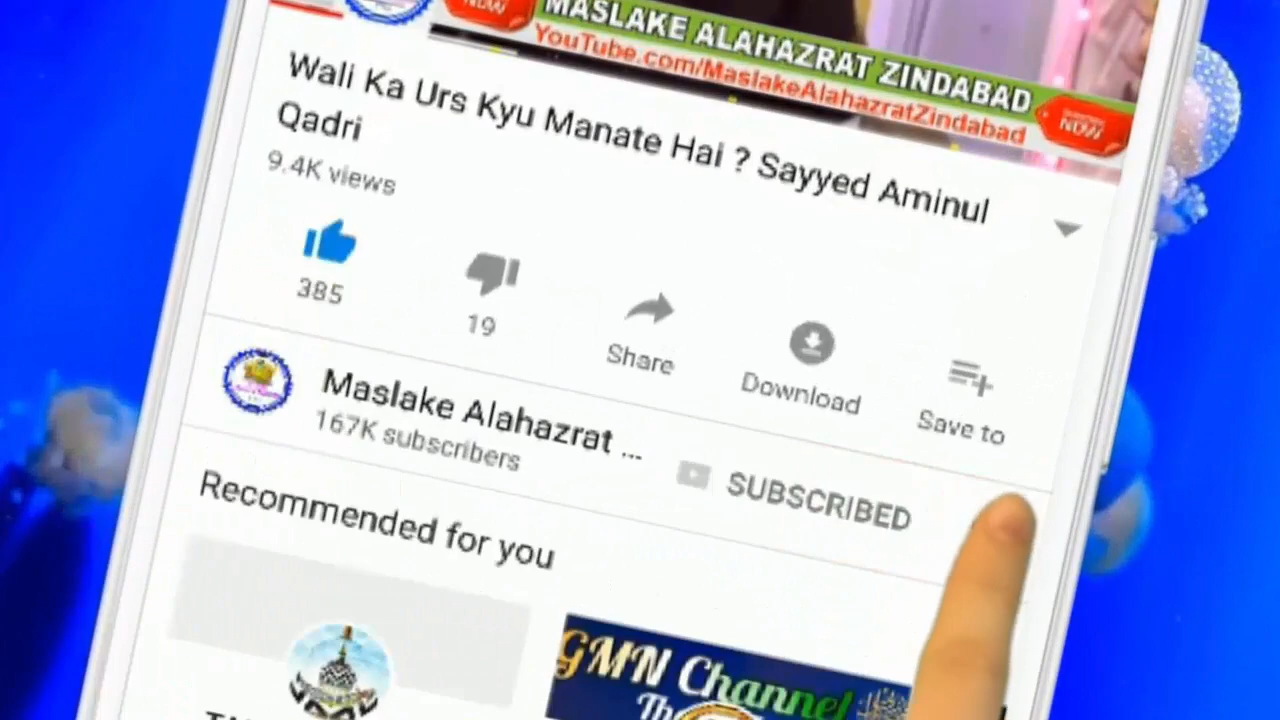 NOW
MASLAKE ALAHAZRAT ZINDABAD
YouTube.com/MaslakeAlahazratZindabad
NOW
Wali Ka Urs Kyu Manate Hai ? Sayyed Aminul
Qadri
9.4K views
385
19
Share
Download
Save to
Maslake Alahazrat ...
167K subscribers
SUBSCRIBED
Recommended for you
GMN Channel
The